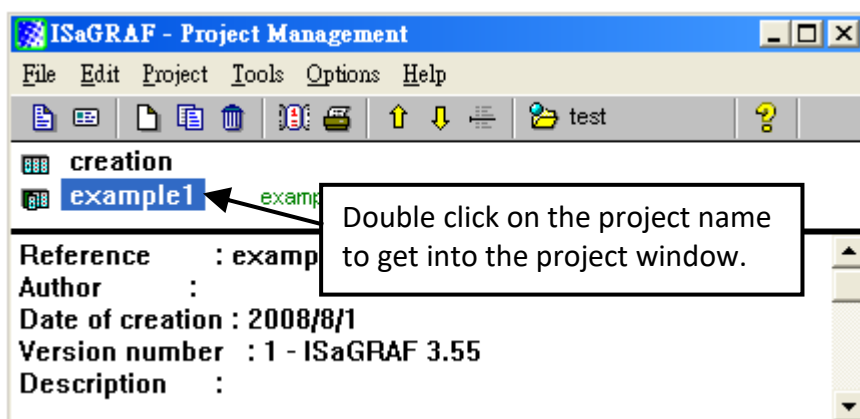 ISaGRAF - Project Management
File Edit Project Tools Options Help
test
creation
example1
Double click on the project name
to get into the project window.
Reference :
Author :
Date of creation : 2008/8/1
Version number : 1 - ISaGRAF 3.55
Description :